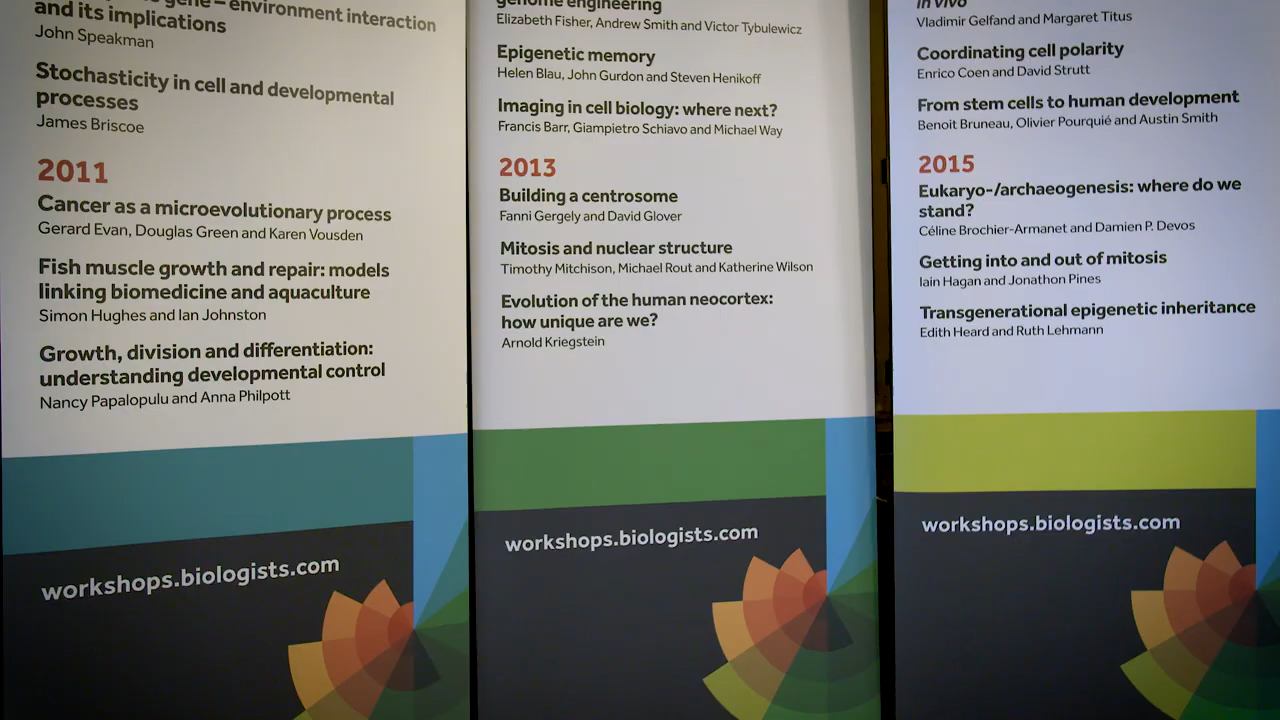 gene – environment interaction
and its implications
John Speakman
Stochasticity in cell and developmental
processes
James Briscoe
2011
Cancer as a microevolutionary process
Gerard Evan, Douglas Green and Karen Vousden
Fish muscle growth and repair: models
linking biomedicine and aquaculture
Simon Hughes and Ian Johnston
Growth, division and differentiation:
understanding developmental control
Nancy Papalopulu and Anna Philpott
workshops.biologists.com
genome engineering
Elizabeth Fisher, Andrew Smith and Victor Tybulewicz
Epigenetic memory
Helen Blau, John Gurdon and Steven Henikoff
Imaging in cell biology: where next?
Francis Barr, Giampietro Schiavo and Michael Way
2013
Building a centrosome
Fanni Gergely and David Glover
Mitosis and nuclear structure
Timothy Mitchison, Michael Rout and Katherine Wilson
Evolution of the human neocortex:
how unique are we?
Arnold Kriegstein
workshops.biologists.com
in vivo
Vladimir Gelfand and Margaret Titus
Coordinating cell polarity
Enrico Coen and David Strutt
From stem cells to human development
Benoit Bruneau, Olivier Pourquié and Austin Smith
2015
Eukaryo-/archaeogenesis: where do we
stand?
Céline Brochier-Armanet and Damien P. Devos
Getting into and out of mitosis
Iain Hagan and Jonathon Pines
Transgenerational epigenetic inheritance
Edith Heard and Ruth Lehmann
workshops.biologists.com